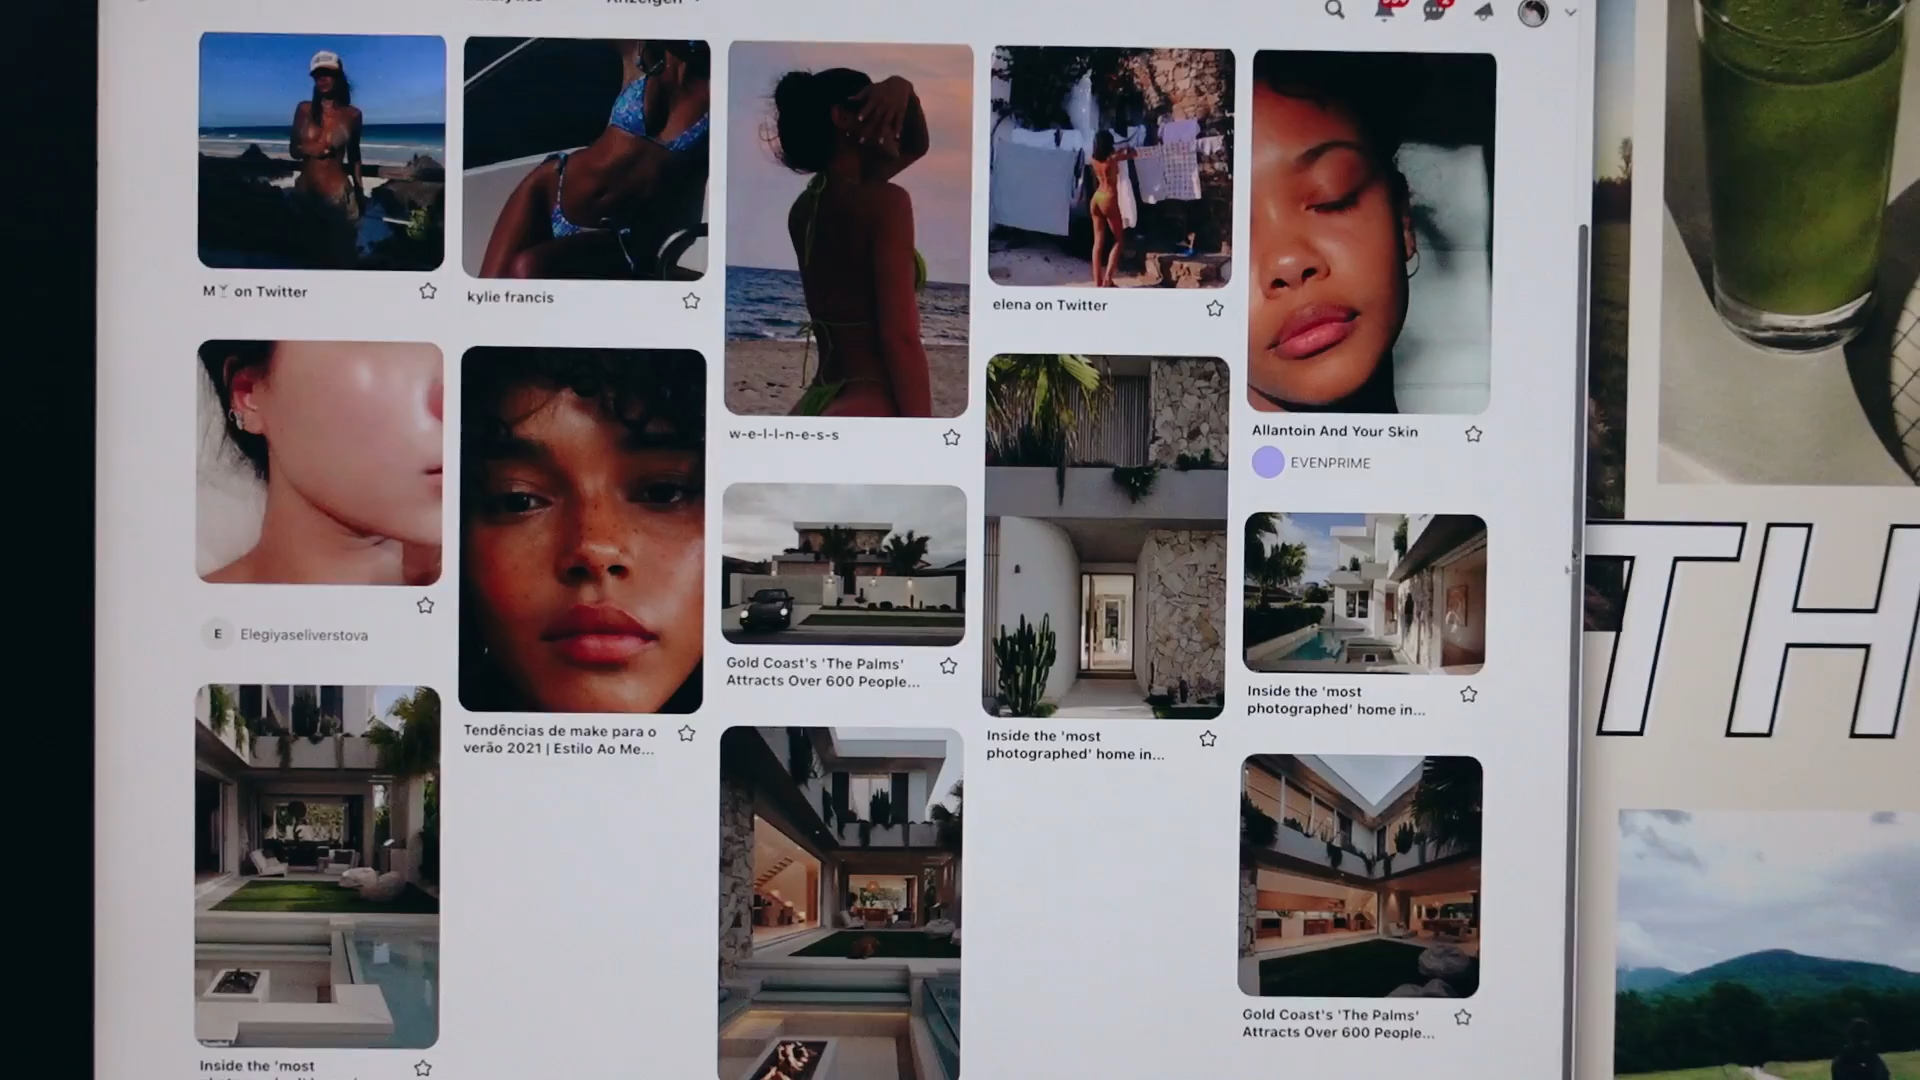 Anzeigen
M on Twitter
kylie francis
w-e-l-l-n-e-s-s
elena on Twitter
Allantoin And Your Skin
EVENPRIME
E Elegiyaseliverstova
Tendências de make para o
verão 2021 | Estilo Ao Me...
Gold Coast's 'The Palms'
Attracts Over 600 People...
Inside the 'most
photographed' home in...
Inside the 'most
photographed' home in...
Inside the 'most
Gold Coast's 'The Palms'
Attracts Over 600 People...
TH